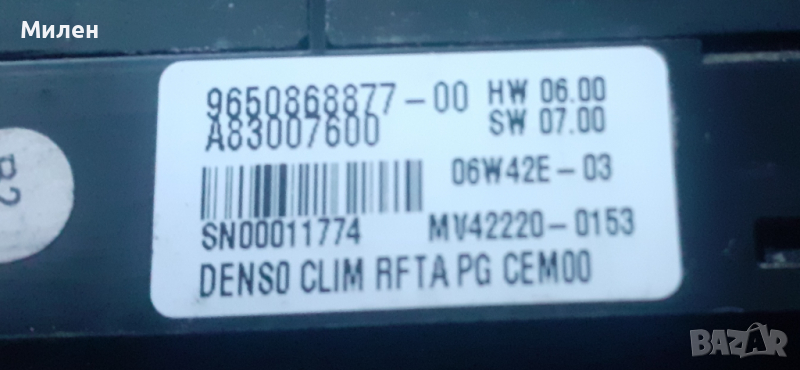 Милен
9650868877-00 HW 06.00
A83007600 SW 07.00
06W42E-03
SN00011774 MV42220-0153
DENSO CLIM RFTA PG CEM00
BAZAR